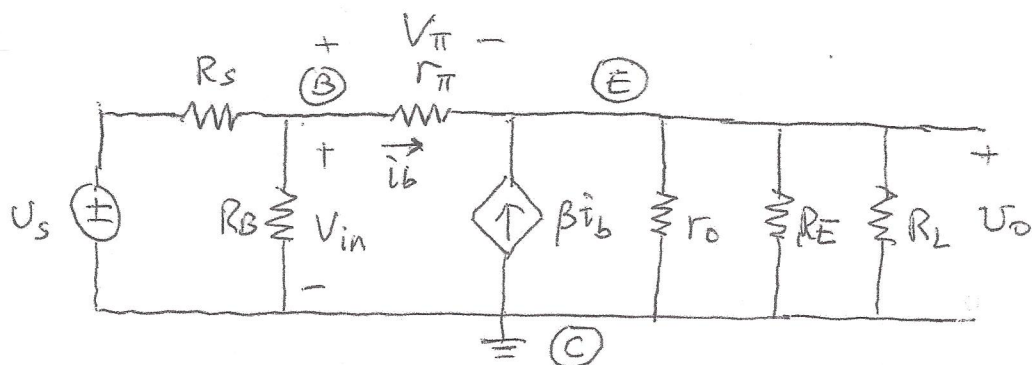 + Vπ −
Rs B rπ E
+ ib +
Us ± RB Vin βib ro RE RL Uo
−
C